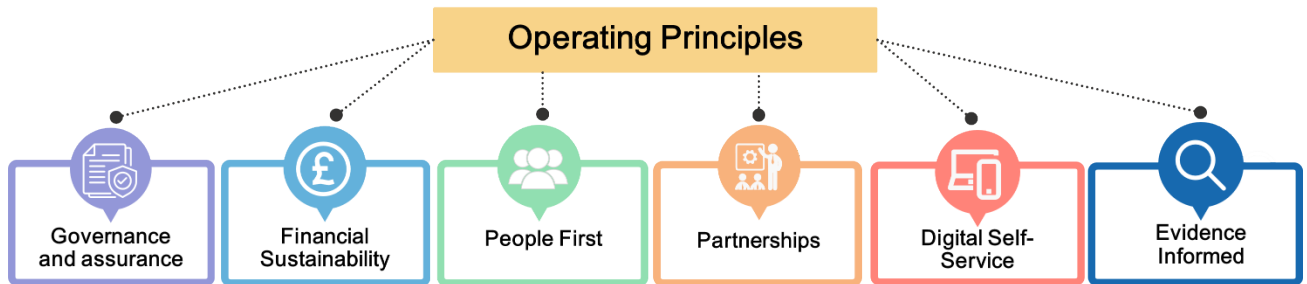 Operating Principles
Governance
and assurance
£
Financial
Sustainability
People First
Partnerships
Digital Self-
Service
Evidence
Informed